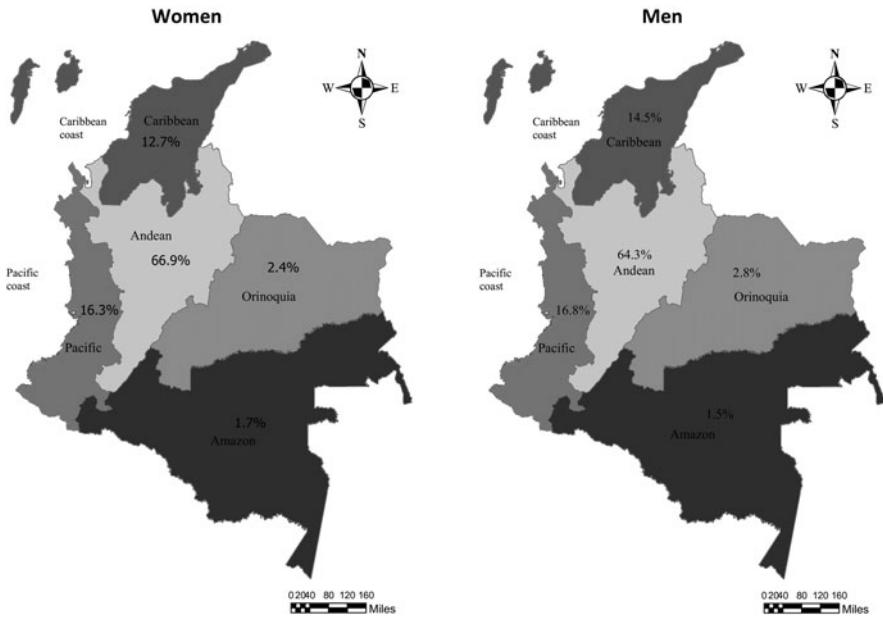 Women
N
W E
S
Caribbean
coast
Caribbean
12.7%
Andean
66.9%
Pacific
coast
2.4%
Orinoquia
16.3%
Pacific
1.7%
Amazon
0 20 40 80 120 160
Miles
Men
N
W E
S
Caribbean
coast
14.5%
Caribbean
64.3%
Andean
Pacific
coast
2.8%
Orinoquia
16.8%
Pacific
1.5%
Amazon
0 20 40 80 120 160
Miles